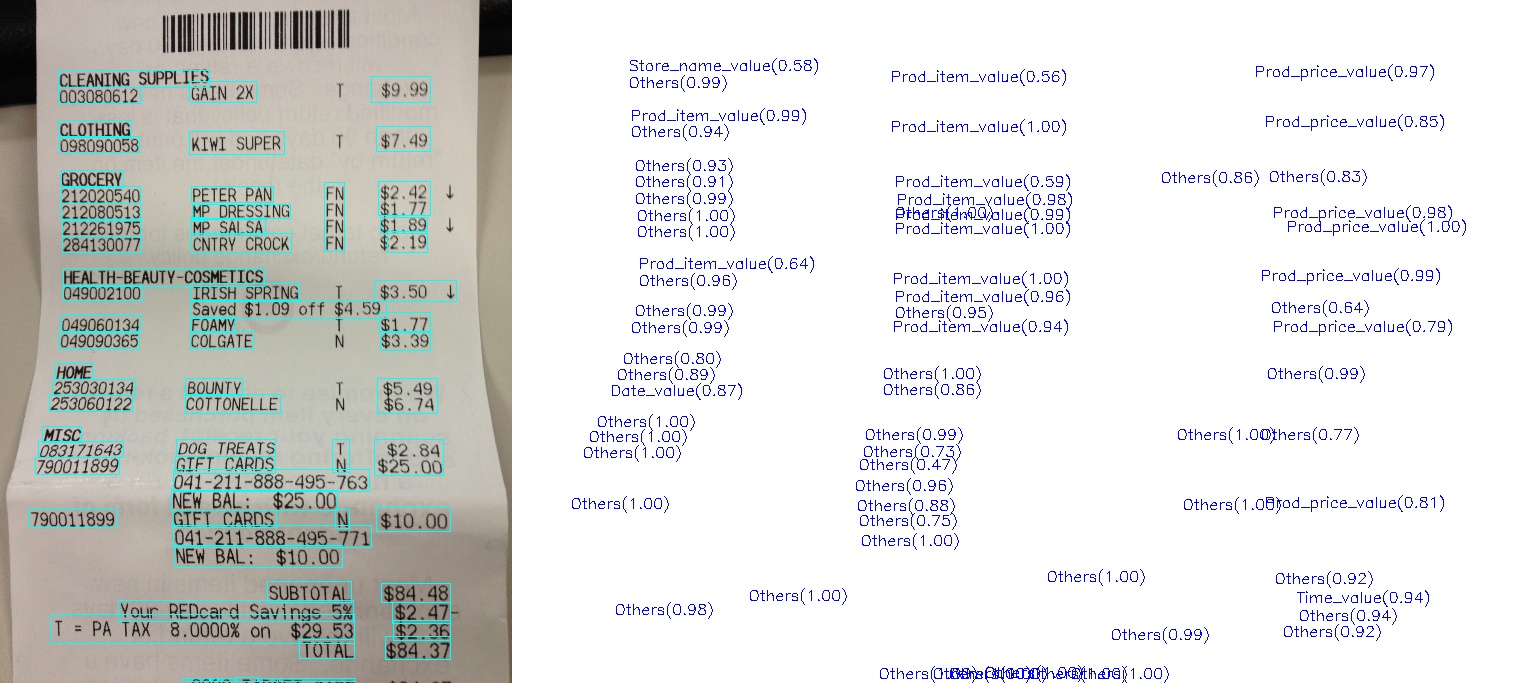 CLEANING SUPPLIES
003080612 GAIN 2X T $9.99
CLOTHING
098090058 KIWI SUPER T $7.49
GROCERY
212020540 PETER PAN FN $2.42 ↓
212080513 MP DRESSING FN $1.77
212261975 MP SALSA FN $1.89 ↓
284130077 CNTRY CROCK FN $2.19
HEALTH-BEAUTY-COSMETICS
049002100 IRISH SPRING T $3.50 ↓
Saved $1.09 off $4.59
049060134 FOAMY T $1.77
049090365 COLGATE N $3.39
HOME
253030134 BOUNTY T $5.49
253060122 COTTONELLE N $6.74
MISC
083171643 DOG TREATS T $2.84
790011899 GIFT CARDS N $25.00
041-211-888-495-763
NEW BAL: $25.00
790011899 GIFT CARDS N $10.00
041-211-888-495-771
NEW BAL: $10.00
SUBTOTAL $84.48
Your REDcard Savings 5% $2.47-
T = PA TAX 8.0000% on $29.53 $2.36
TOTAL $84.37
Store_name_value(0.58)
Others(0.99) Prod_item_value(0.56) Prod_price_value(0.97)
Prod_item_value(0.99)
Others(0.94) Prod_item_value(1.00) Prod_price_value(0.85)
Others(0.93)
Others(0.91) Prod_item_value(0.59) Others(0.86) Others(0.83)
Others(0.99) Prod_item_value(0.98)
Others(1.00) Prod_item_value(0.99) Prod_price_value(0.98)
Others(1.00) Prod_item_value(1.00) Prod_price_value(1.00)
Prod_item_value(0.64)
Others(0.96) Prod_item_value(1.00) Prod_price_value(0.99)
Prod_item_value(0.96)
Others(0.99) Others(0.95) Others(0.64)
Others(0.99) Prod_item_value(0.94) Prod_price_value(0.79)
Others(0.80)
Others(0.89) Others(1.00) Others(0.99)
Date_value(0.87) Others(0.86)
Others(1.00)
Others(1.00) Others(0.99) Others(1.00) Others(0.77)
Others(1.00) Others(0.73)
Others(0.47)
Others(0.96)
Others(1.00) Others(0.88) Others(1.00) Prod_price_value(0.81)
Others(0.75)
Others(1.00)
Others(1.00) Others(0.92)
Others(1.00) Time_value(0.94)
Others(0.98) Others(0.94)
Others(0.99) Others(0.92)